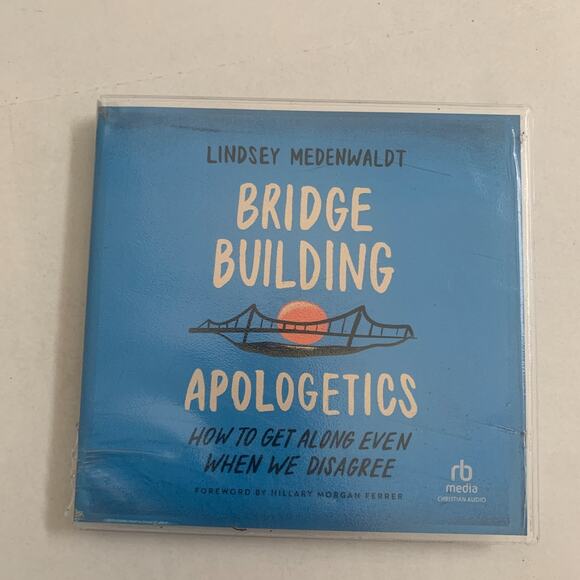 LINDSEY MEDENWALDT
BRIDGE
BUILDING
APOLOGETICS
HOW TO GET ALONG EVEN
WHEN WE DISAGREE
FOREWORD BY HILLARY MORGAN FERRER
rb
media
CHRISTIAN AUDIO